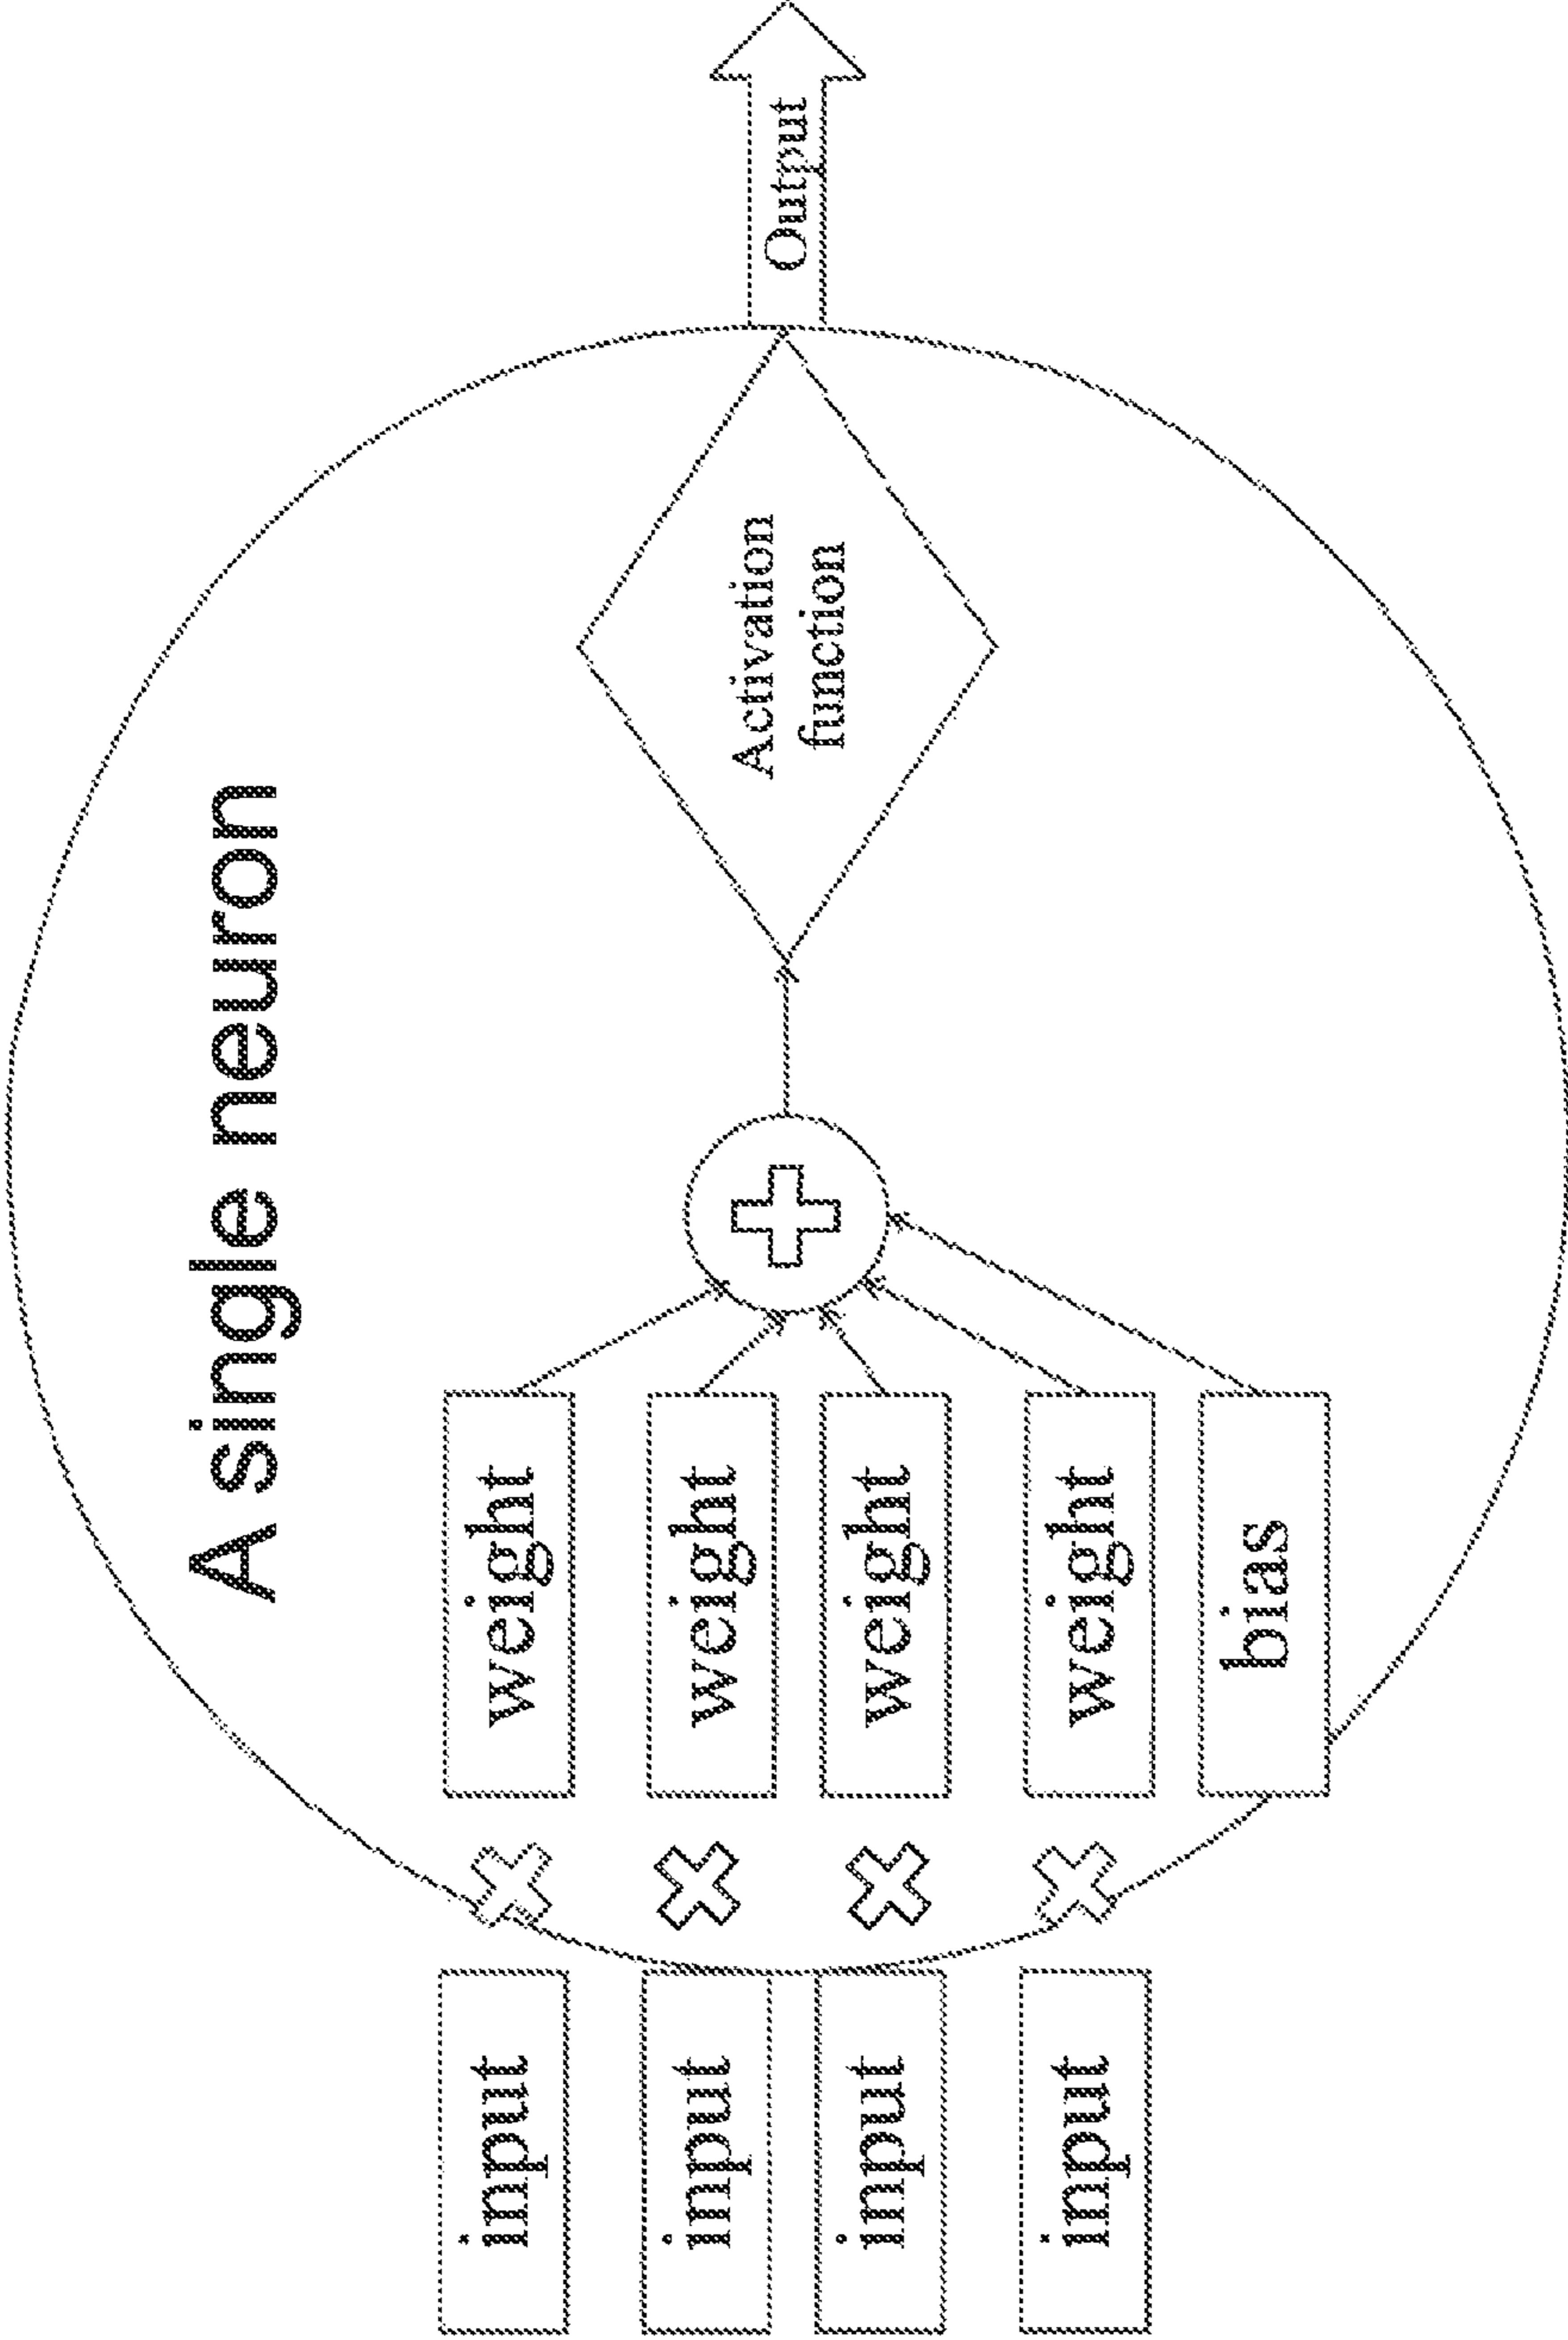 A single neuron
input
weight
input
weight
input
weight
input
weight
bias
Activation
function
Output